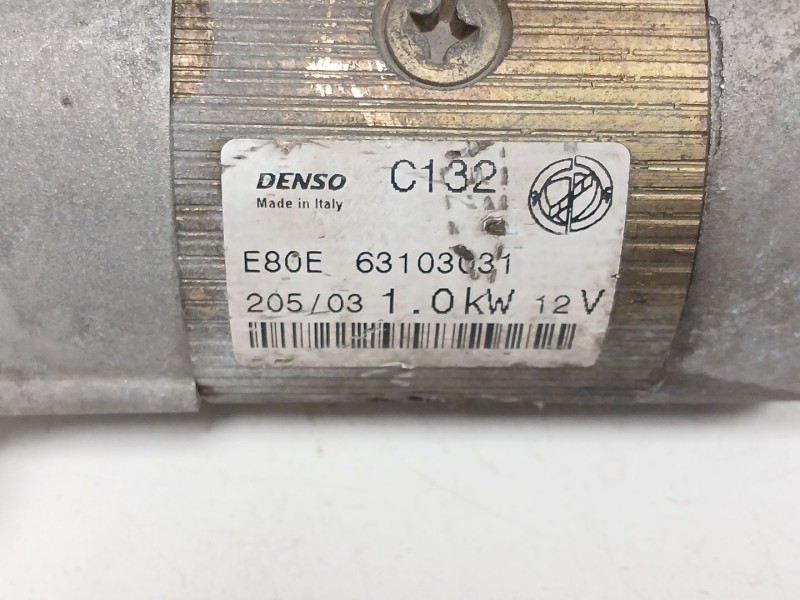 DENSO C132
Made in Italy
E80E 63103031
205/03 1.0kW 12V